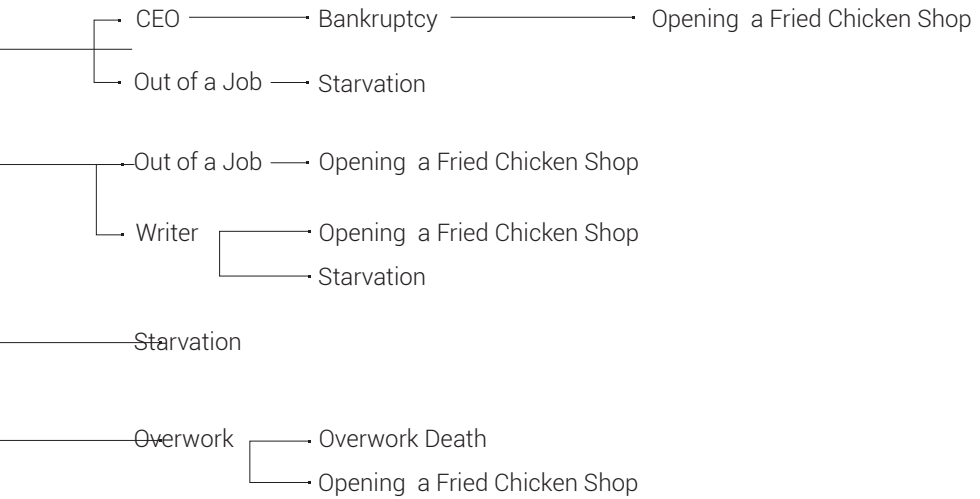 CEO Bankruptcy Opening a Fried Chicken Shop
Out of a Job Starvation
Out of a Job Opening a Fried Chicken Shop
Writer Opening a Fried Chicken Shop
Starvation
Starvation
Overwork Overwork Death
Opening a Fried Chicken Shop